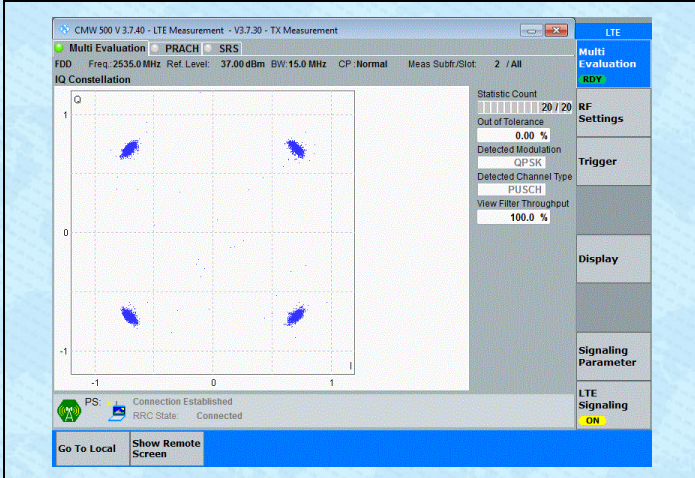 CMW 500 V 3.7.40 - LTE Measurement - V3.7.30 - TX Measurement
LTE
Multi Evaluation PRACH SRS
Multi
Evaluation
RDY
FDD Freq.:2535.0 MHz Ref. Level: 37.00 dBm BW:15.0 MHz CP :Normal Meas Subfr./Slot: 2 / All
IQ Constellation
Q
Statistic Count
20 / 20
Out of Tolerance
0.00 %
Detected Modulation
QPSK
Detected Channel Type
PUSCH
View Filter Throughput
100.0 %
1
0
-1
I
-1 0 1
RF
Settings
Trigger
Display
Signaling
Parameter
LTE
Signaling
ON
PS: Connection Established
RRC State: Connected
Go To Local
Show Remote
Screen